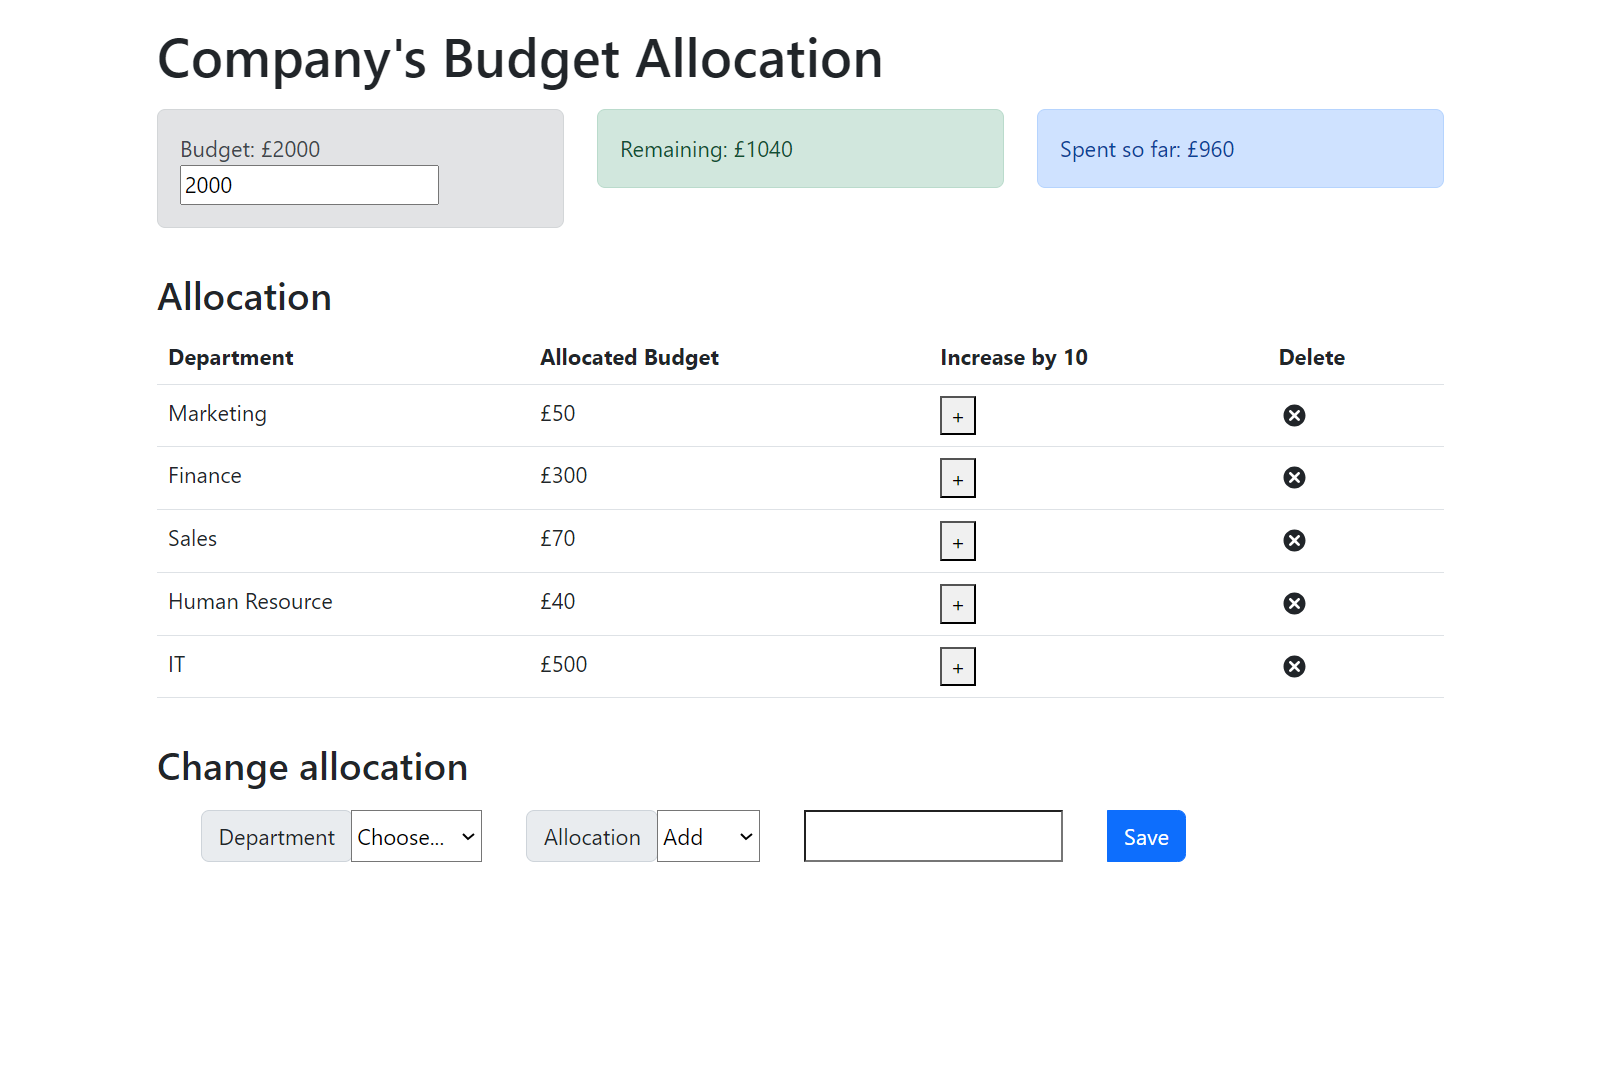 Company's Budget Allocation
Budget: £2000
2000
Remaining: £1040
Spent so far: £960
Allocation
Department Allocated Budget Increase by 10 Delete
Marketing £50 +
Finance £300 +
Sales £70 +
Human Resource £40 +
IT £500 +
Change allocation
Department Choose... Allocation Add Save